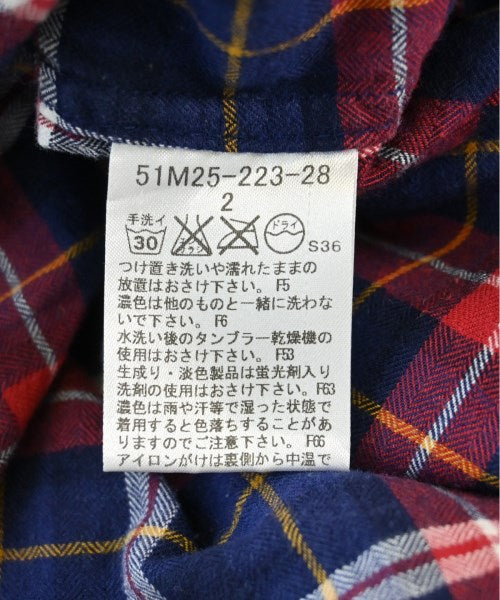 51M25-223-28
2
手洗イ 30 エンソサラシ ドライ S36
つけ置き洗いや濡れたままの
放置はおさけ下さい。F5
濃色は他のものと一緒に洗わな
いで下さい。F6
水洗い後のタンブラー乾燥機の
使用はおさけ下さい。F53
生成り・淡色製品は蛍光剤入り
洗剤の使用はおさけ下さい。F63
濃色は雨や汗等で湿った状態で
着用すると色落ちすることがあ
りますのでご注意下さい。F66
アイロンがけは裏側から中温で